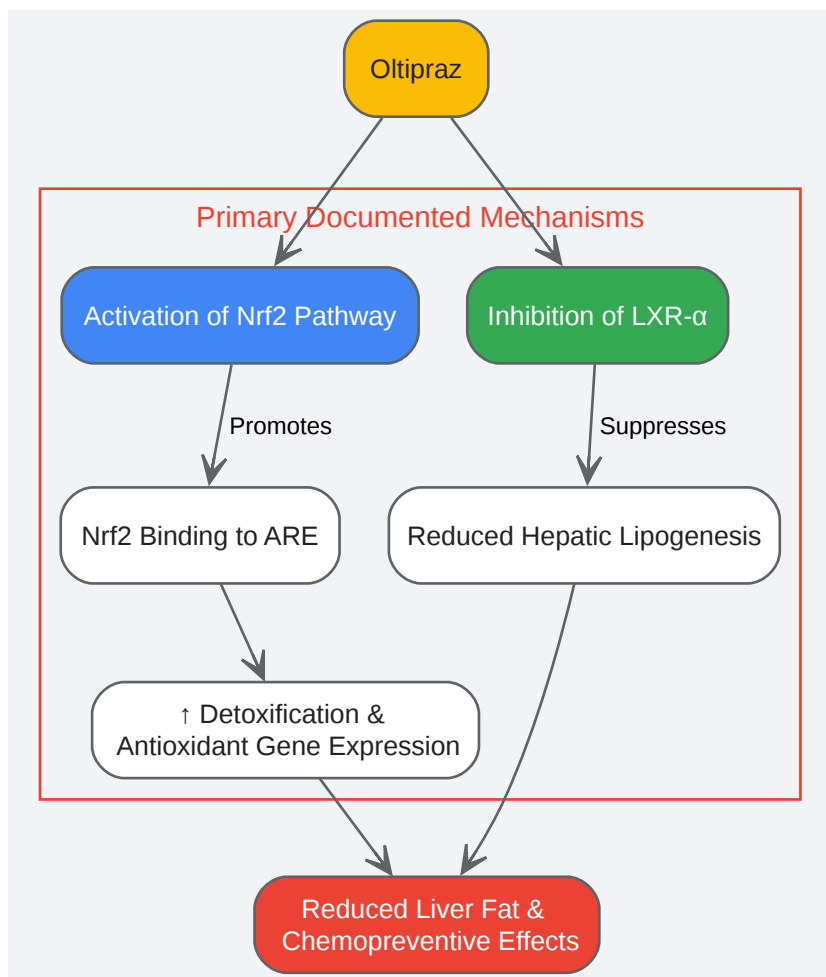 Oltipraz
Primary Documented Mechanisms
Activation of Nrf2 Pathway
Inhibition of LXR-α
Promotes
Suppresses
Nrf2 Binding to ARE
Reduced Hepatic Lipogenesis
↑ Detoxification &
Antioxidant Gene Expression
Reduced Liver Fat &
Chemopreventive Effects